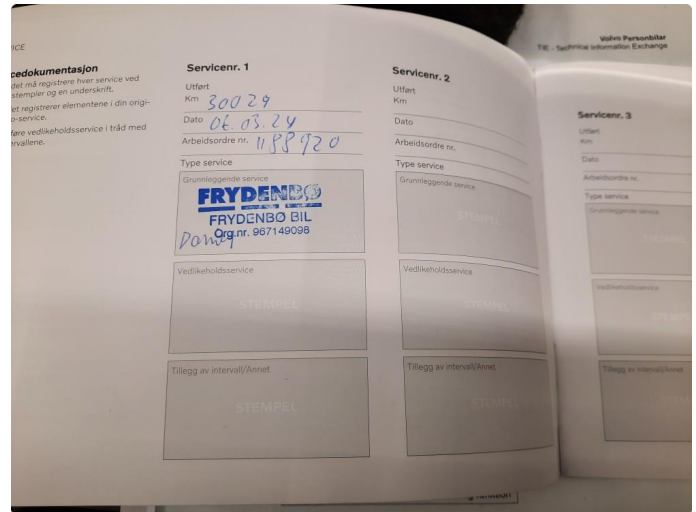 ICE
cedokumentasjon
det må registrere hver service ved
stempler og en underskrift.
et registrerer elementene i din origi-
o-service.
øre vedlikeholdsservice i tråd med
rvallene.
Servicenr. 1
Utført
Km 30029
Dato 06.03.24
Arbeidsordre nr. 1188920
Type service
Grunnleggende service
FRYDENBØ
FRYDENBØ BIL
Org.nr. 967149098
Vedlikeholdsservice
STEMPEL
Tillegg av intervall/Annet
STEMPEL
Servicenr. 2
Utført
Km
Dato
Arbeidsordre nr.
Type service
Grunnleggende service
STEMPEL
Vedlikeholdsservice
STEMPEL
Tillegg av intervall/Annet
STEMPEL
Volvo Personbilar
TIE - Technical Information Exchange
Servicenr. 3
Utført
Km
Dato
Arbeidsordre nr.
Type service
Grunnleggende service
Vedlikeholdsservice
Tillegg av intervall/Annet